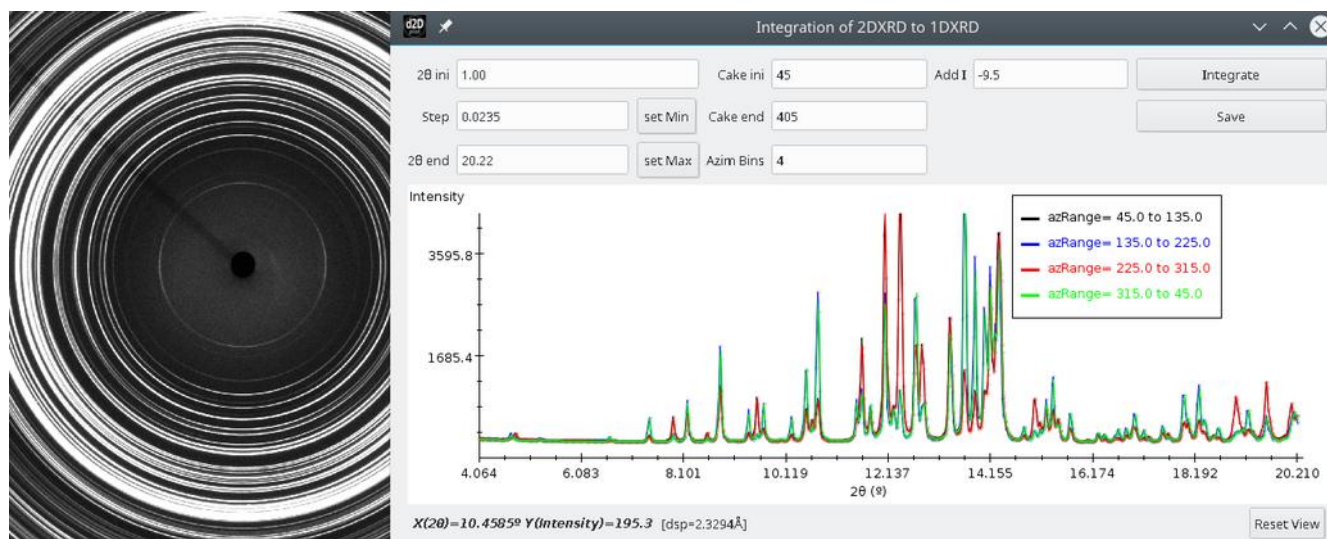 d2D
Integration of 2DXRD to 1DXRD
2θ ini 1.00 Cake ini 45 Add I -9.5 Integrate
Step 0.0235 set Min Cake end 405 Save
2θ end 20.22 set Max Azim Bins 4
Intensity
azRange= 45.0 to 135.0
azRange= 135.0 to 225.0
azRange= 225.0 to 315.0
azRange= 315.0 to 45.0
3595.8
1685.4
4.064 6.083 8.101 10.119 12.137 14.155 16.174 18.192 20.210
2θ (º)
X(2θ)=10.4585º Y(Intensity)=195.3 [dsp=2.3294Å] Reset View